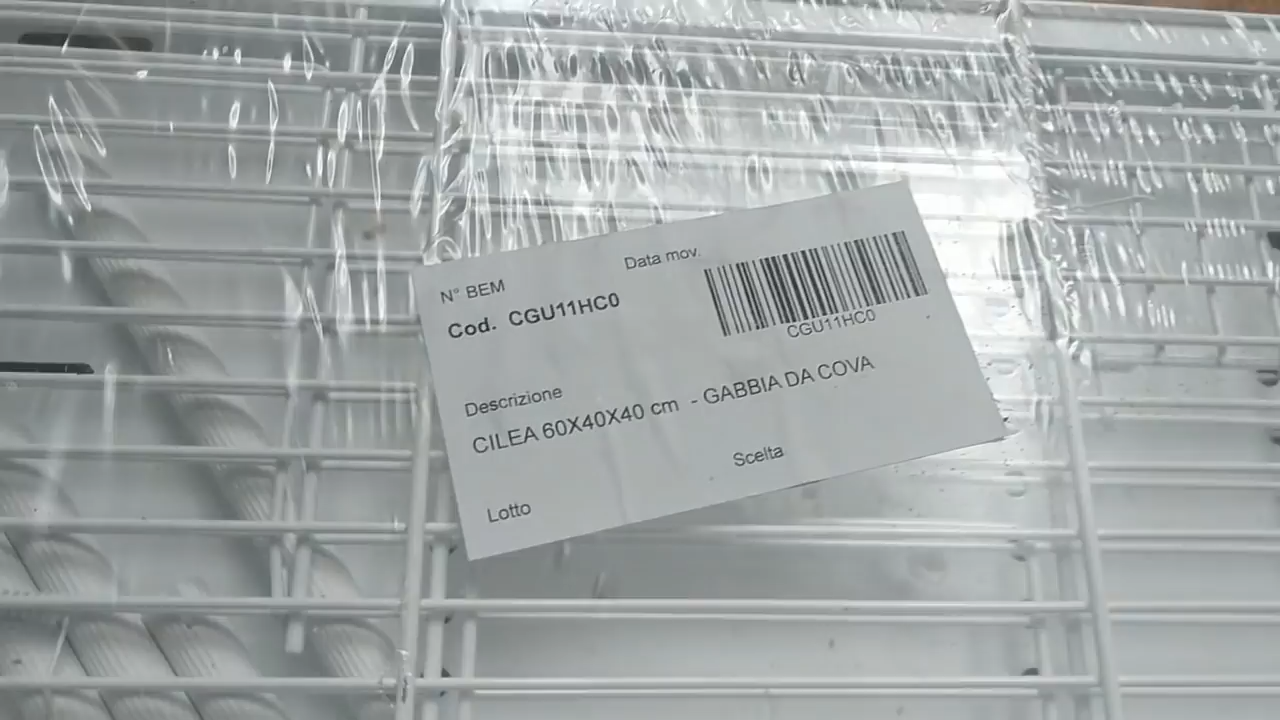 N° BEM
Data mov.
Cod. CGU11HC0
CGU11HC0
Descrizione
CILEA 60X40X40 cm - GABBIA DA COVA
Scelta
Lotto